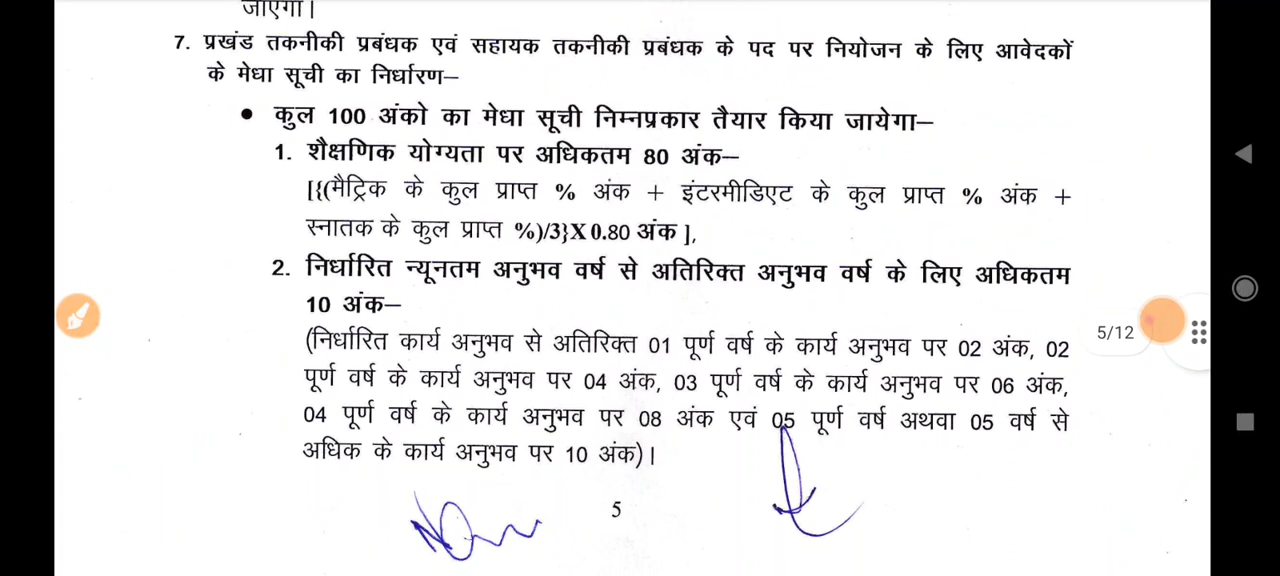 जाएगा।
7. प्रखंड तकनीकी प्रबंधक एवं सहायक तकनीकी प्रबंधक के पद पर नियोजन के लिए आवेदकों
के मेधा सूची का निर्धारण–
• कुल 100 अंको का मेधा सूची निम्नप्रकार तैयार किया जायेगा–
1. शैक्षणिक योग्यता पर अधिकतम 80 अंक–
[{(मैट्रिक के कुल प्राप्त % अंक + इंटरमीडिएट के कुल प्राप्त % अंक +
स्नातक के कुल प्राप्त %)/3}X 0.80 अंक ],
2. निर्धारित न्यूनतम अनुभव वर्ष से अतिरिक्त अनुभव वर्ष के लिए अधिकतम
10 अंक–
(निर्धारित कार्य अनुभव से अतिरिक्त 01 पूर्ण वर्ष के कार्य अनुभव पर 02 अंक, 02
पूर्ण वर्ष के कार्य अनुभव पर 04 अंक, 03 पूर्ण वर्ष के कार्य अनुभव पर 06 अंक,
04 पूर्ण वर्ष के कार्य अनुभव पर 08 अंक एवं 05 पूर्ण वर्ष अथवा 05 वर्ष से
अधिक के कार्य अनुभव पर 10 अंक)।
5
5/12